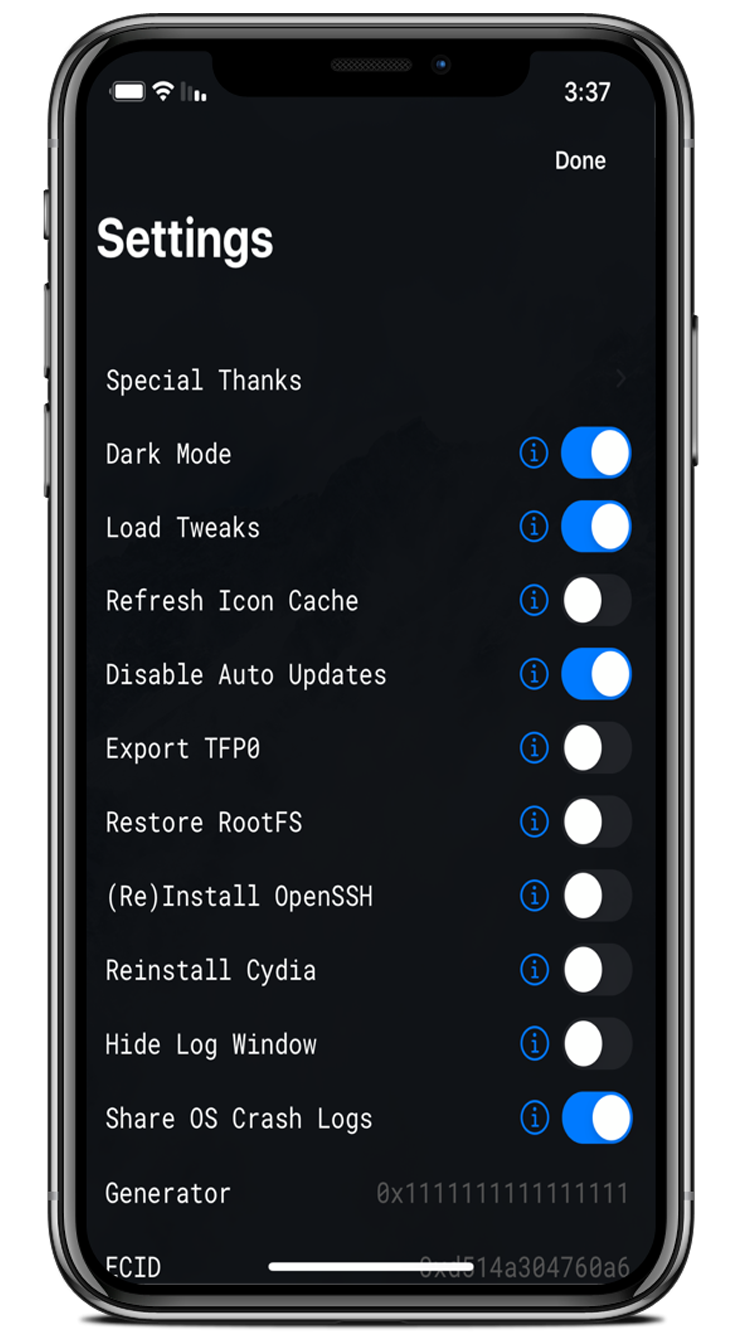 3:37
Done
Settings
Special Thanks
Dark Mode
Load Tweaks
Refresh Icon Cache
Disable Auto Updates
Export TFP0
Restore RootFS
(Re)Install OpenSSH
Reinstall Cydia
Hide Log Window
Share OS Crash Logs
Generator 0x1111111111111111
ECID 0xd514a304760a6